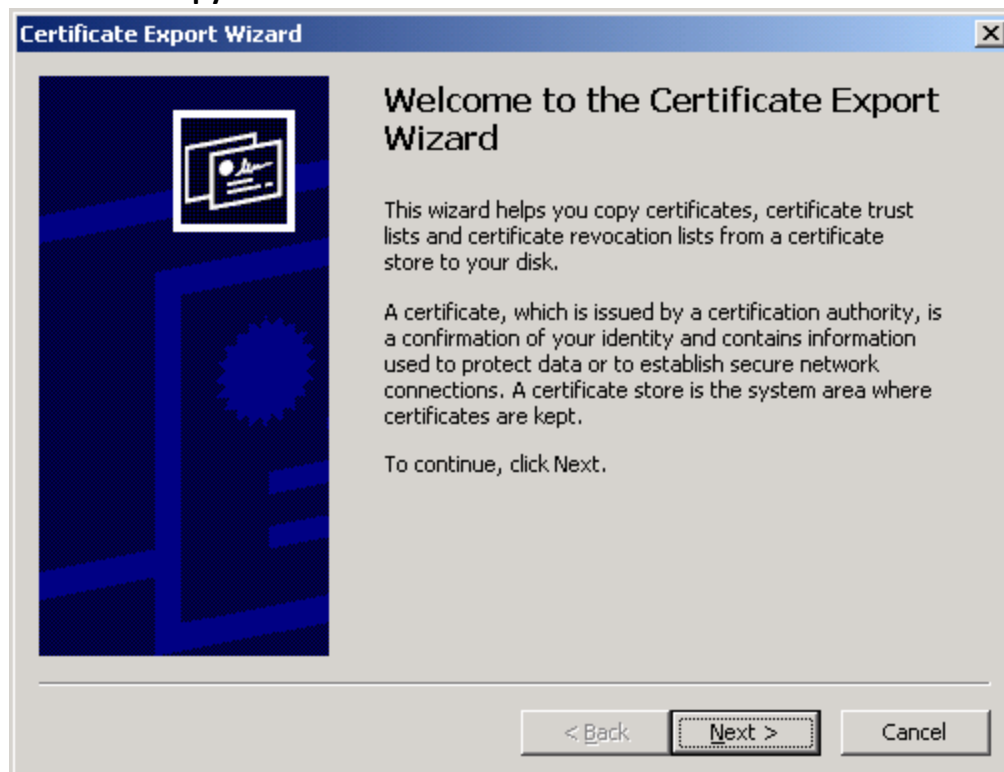 Certificate Export Wizard
Welcome to the Certificate Export
Wizard
This wizard helps you copy certificates, certificate trust
lists and certificate revocation lists from a certificate
store to your disk.
A certificate, which is issued by a certification authority, is
a confirmation of your identity and contains information
used to protect data or to establish secure network
connections. A certificate store is the system area where
certificates are kept.
To continue, click Next.
< Back Next > Cancel